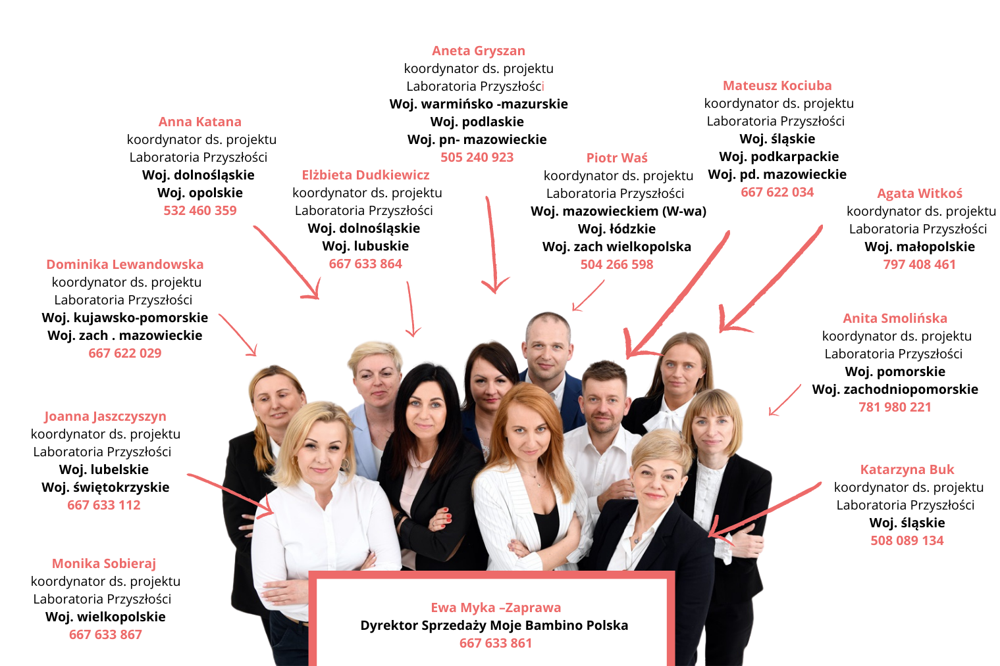 Aneta Gryszan
koordynator ds. projektu
Laboratoria Przyszłości
Woj. warmińsko -mazurskie
Woj. podlaskie
Woj. pn- mazowieckie
505 240 923
Mateusz Kociuba
koordynator ds. projektu
Laboratoria Przyszłości
Woj. śląskie
Woj. podkarpackie
Woj. pd. mazowieckie
667 622 034
Anna Katana
koordynator ds. projektu
Laboratoria Przyszłości
Woj. dolnośląskie
Woj. opolskie
532 460 359
Elżbieta Dudkiewicz
koordynator ds. projektu
Laboratoria Przyszłości
Woj. dolnośląskie
Woj. lubuskie
667 633 864
Piotr Waś
koordynator ds. projektu
Laboratoria Przyszłości
Woj. mazowieckiem (W-wa)
Woj. łódzkie
Woj. zach wielkopolska
504 266 598
Agata Witkoś
koordynator ds. projektu
Laboratoria Przyszłości
Woj. małopolskie
797 408 461
Dominika Lewandowska
koordynator ds. projektu
Laboratoria Przyszłości
Woj. kujawsko-pomorskie
Woj. zach . mazowieckie
667 622 029
Anita Smolińska
koordynator ds. projektu
Laboratoria Przyszłości
Woj. pomorskie
Woj. zachodniopomorskie
781 980 221
Joanna Jaszczyszyn
koordynator ds. projektu
Laboratoria Przyszłości
Woj. lubelskie
Woj. świętokrzyskie
667 633 112
Katarzyna Buk
koordynator ds. projektu
Laboratoria Przyszłości
Woj. śląskie
508 089 134
Monika Sobieraj
koordynator ds. projektu
Laboratoria Przyszłości
Woj. wielkopolskie
667 633 867
Ewa Myka –Zaprawa
Dyrektor Sprzedaży Moje Bambino Polska
667 633 861